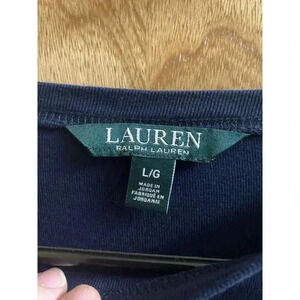 LAUREN
RALPH LAUREN
L/G
MADE IN
JORDAN
FABRIQUÉ EN
JORDANIE